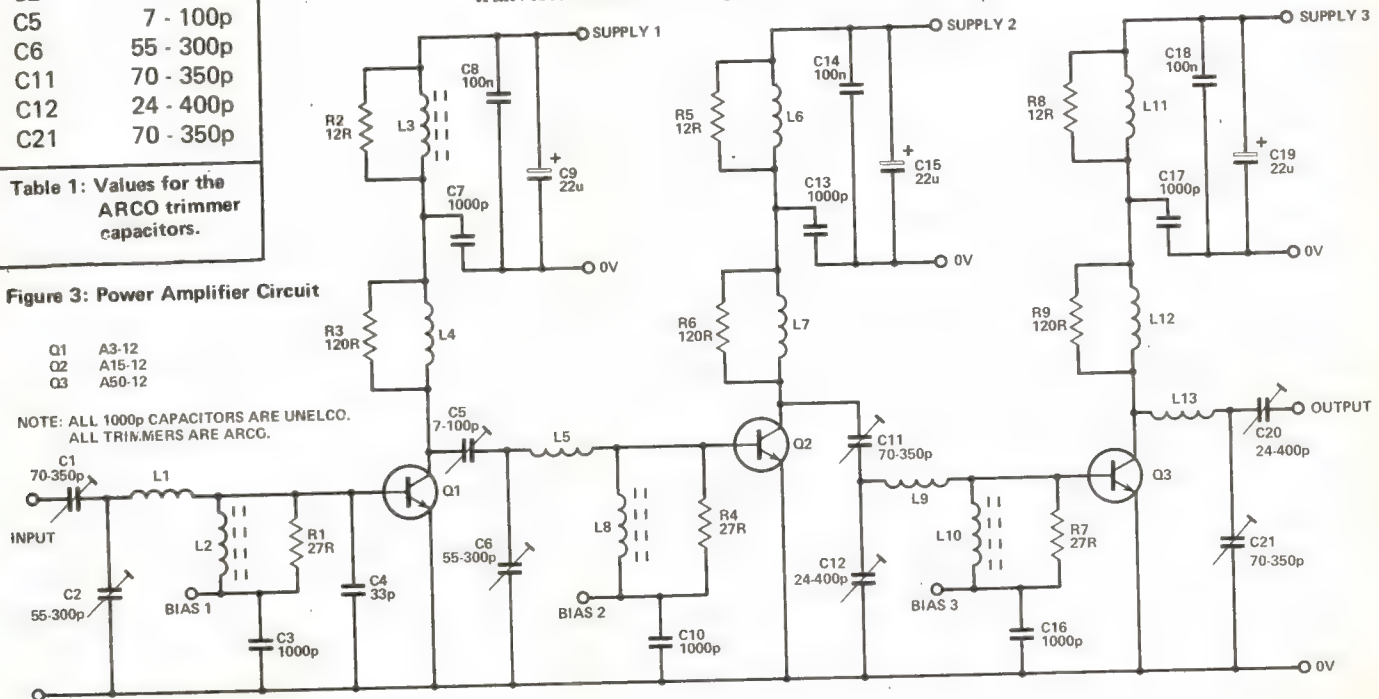 C5 7 - 100p
C6 55 - 300p
C11 70 - 350p
C12 24 - 400p
C21 70 - 350p
Table 1: Values for the
ARCO trimmer
capacitors.
Figure 3: Power Amplifier Circuit
Q1 A3-12
Q2 A15-12
Q3 A50-12
NOTE: ALL 1000p CAPACITORS ARE UNELCO.
ALL TRIMMERS ARE ARCO.
SUPPLY 1
C8
100n
R2
12R
L3
+
C9
22u
C7
1000p
0V
R3
120R
L4
C5
7-100p
Q1
C1
70-350p
L1
INPUT
L2
R1
27R
C2
55-300p
BIAS 1
C4
33p
C3
1000p
SUPPLY 2
C14
100n
R5
12R
L6
+
C15
22u
C13
1000p
0V
R6
120R
L7
L5
Q2
C11
70-350p
L8
R4
27R
C6
55-300p
BIAS 2
C10
1000p
C12
24-400p
SUPPLY 3
C18
100n
R8
12R
L11
+
C19
22u
C17
1000p
0V
R9
120R
L12
L13
OUTPUT
C20
24-400p
Q3
L9
L10
R7
27R
C21
70-350p
BIAS 3
C16
1000p
0V